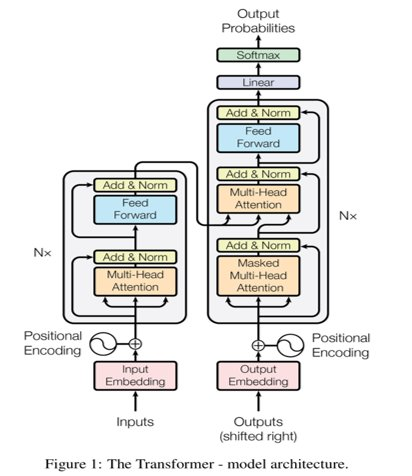 Output
Probabilities
Softmax
Linear
Add & Norm
Feed
Forward
Add & Norm
Multi-Head
Attention
Nx
Add & Norm
Masked
Multi-Head
Attention
Add & Norm
Feed
Forward
Nx
Add & Norm
Multi-Head
Attention
Positional
Encoding
Positional
Encoding
Input
Embedding
Output
Embedding
Inputs
Outputs
(shifted right)
Figure 1: The Transformer - model architecture.